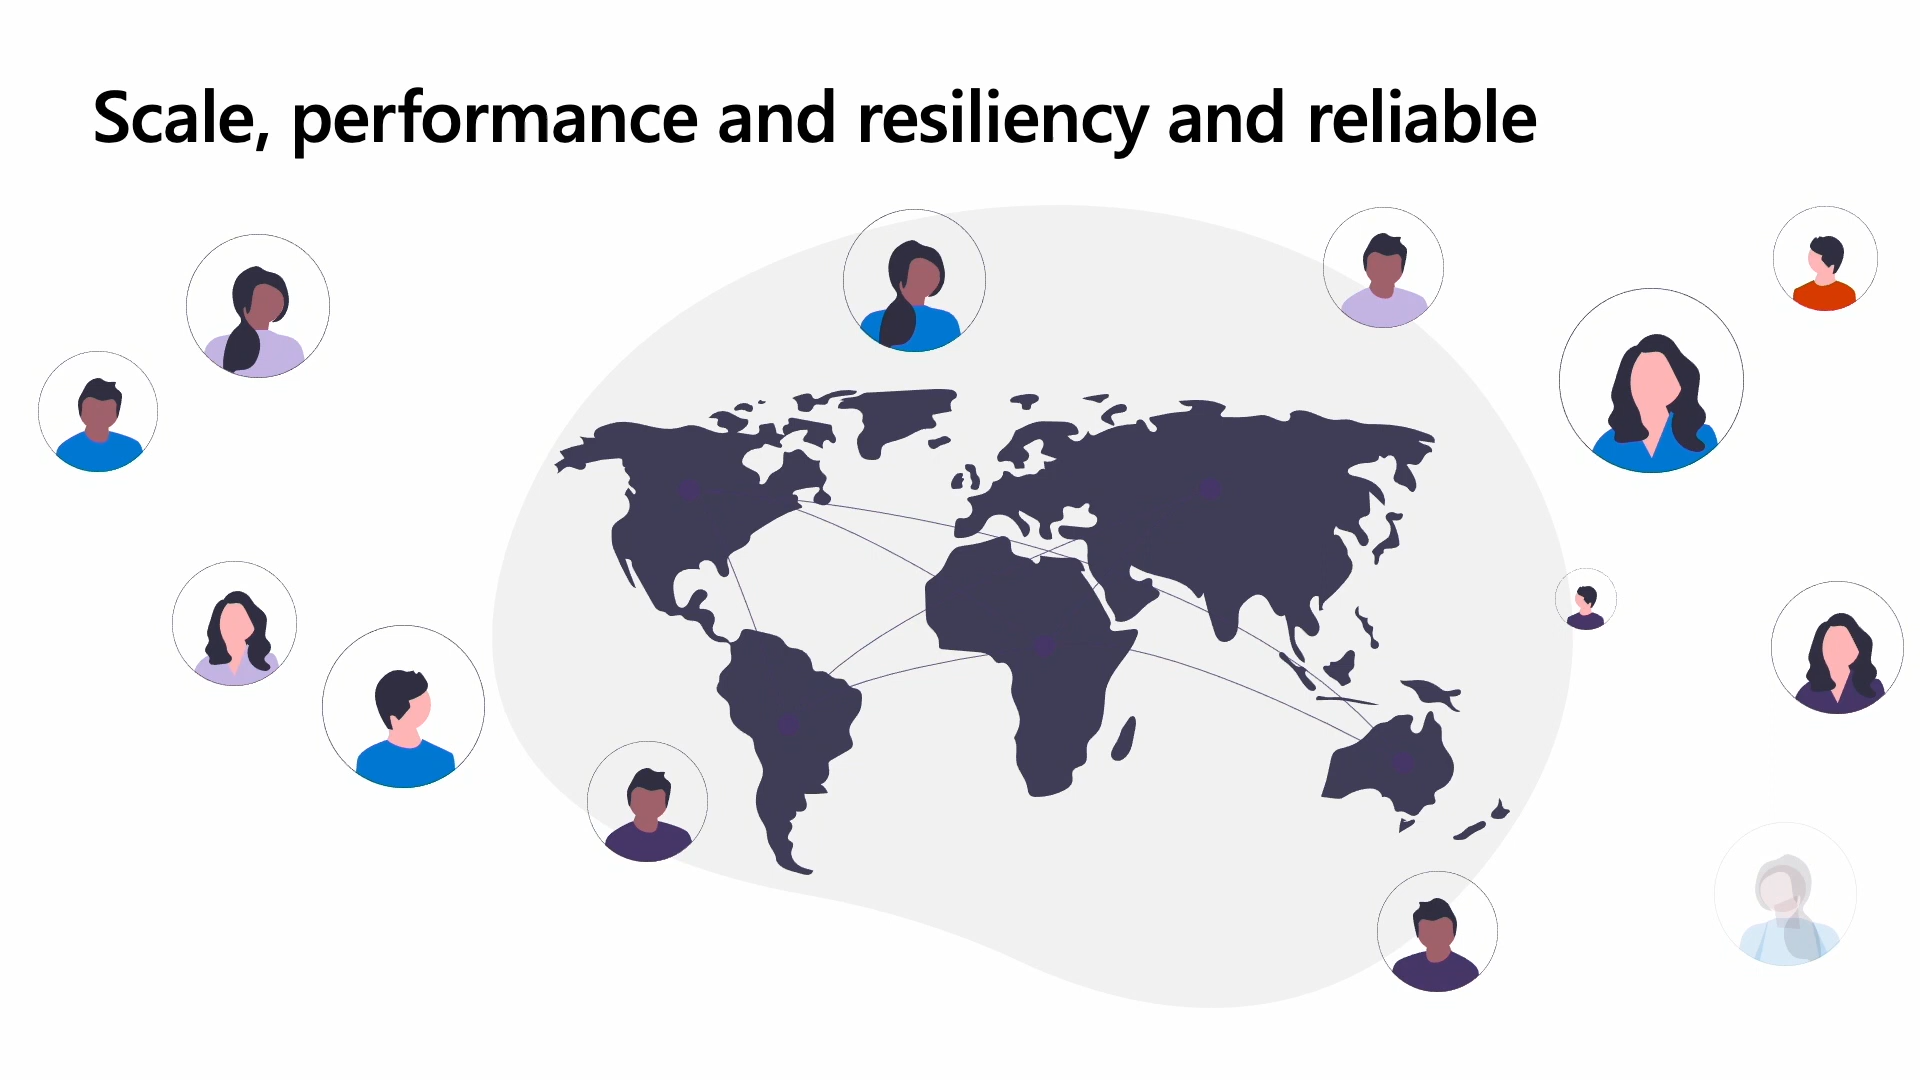 Scale, performance and resiliency and reliable